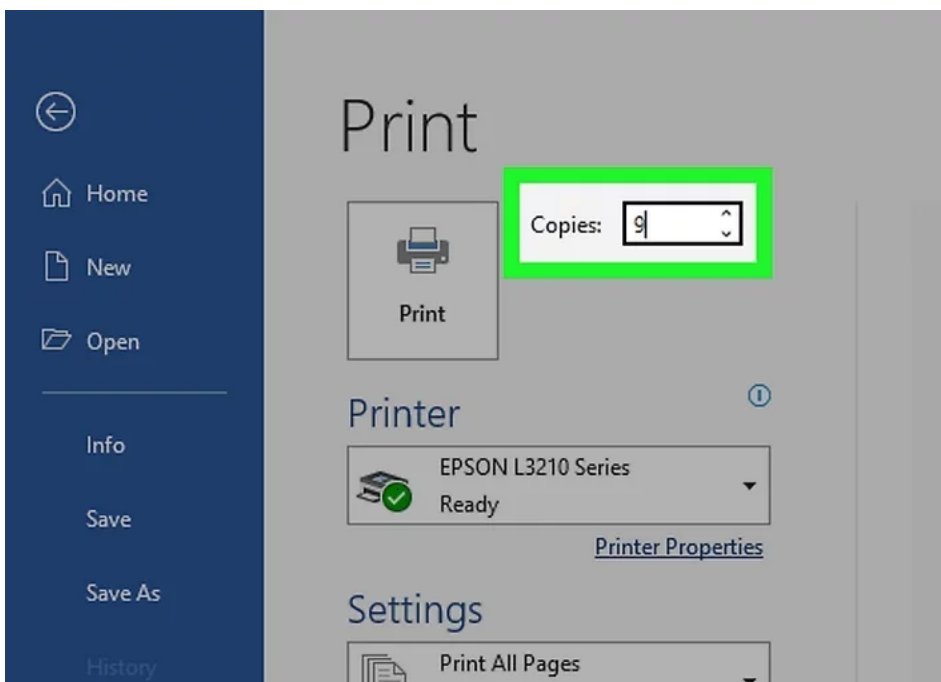 Home
New
Open
Info
Save
Save As
History
Print
Copies: 9
Print
Printer
EPSON L3210 Series
Ready
Printer Properties
Settings
Print All Pages